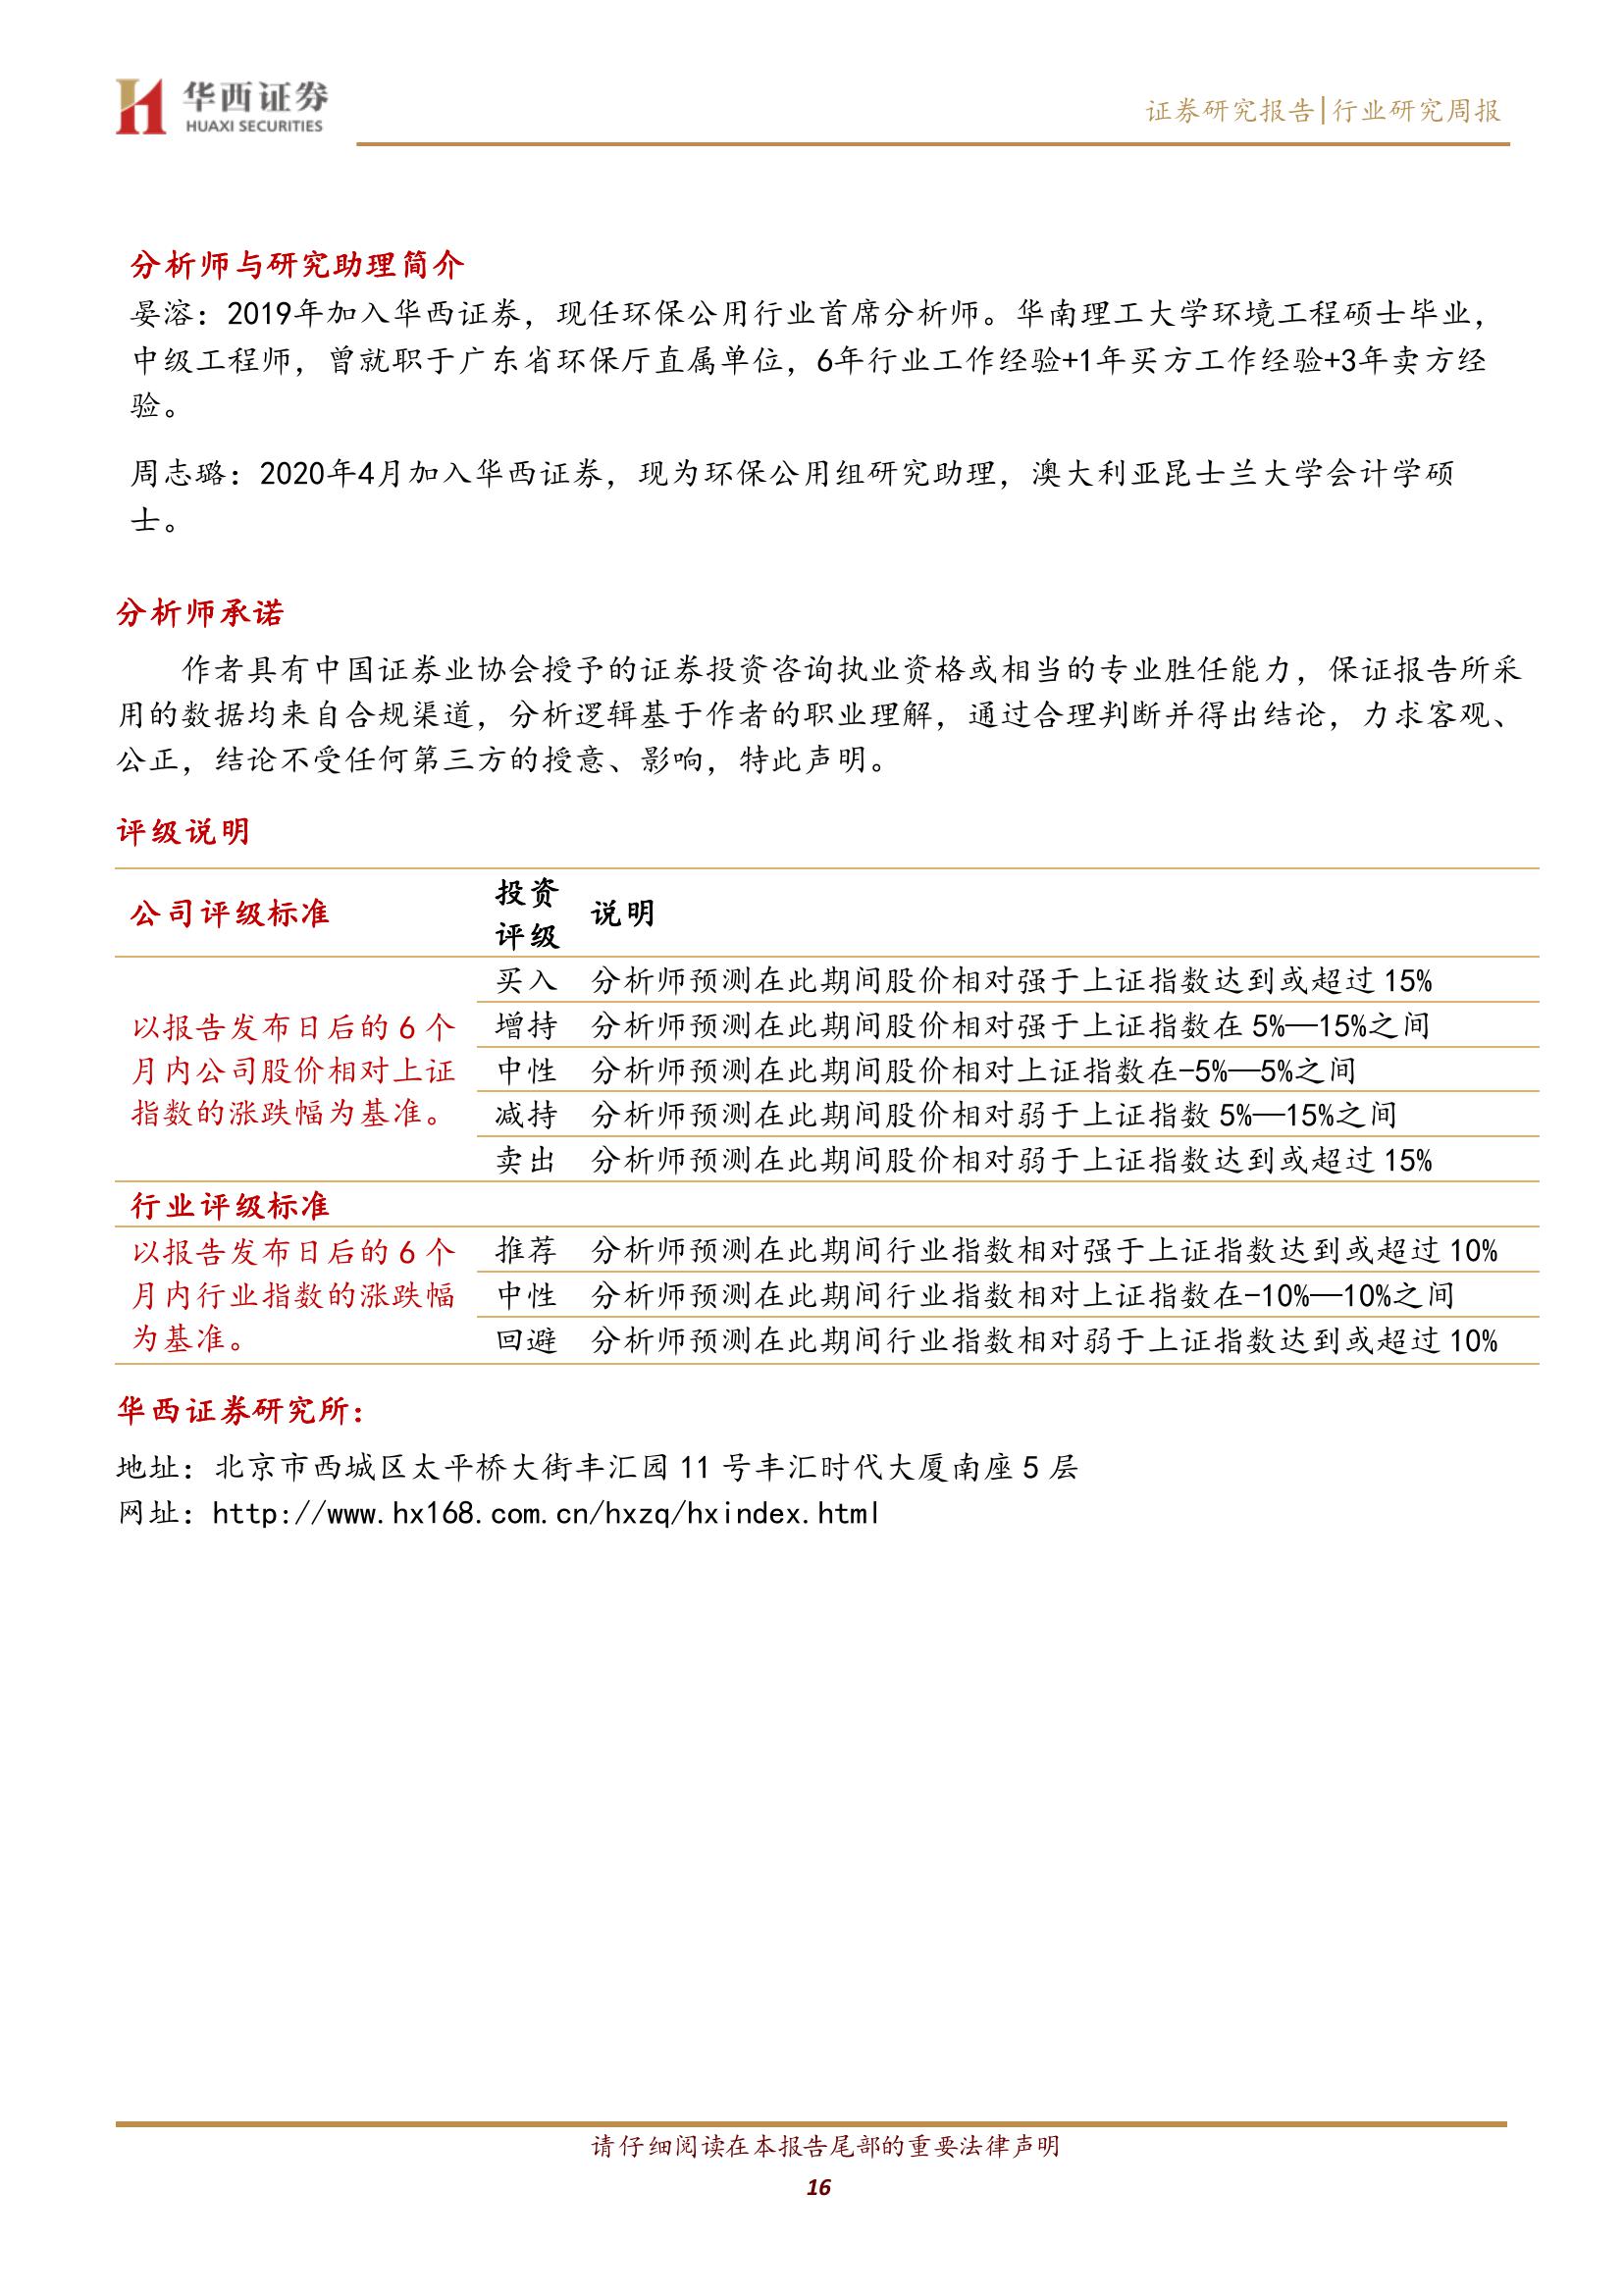 华西证券
HUAXI SECURITIES
证券研究报告|行业研究周报
分析师与研究助理简介
晏溶：2019年加入华西证券，现任环保公用行业首席分析师。华南理工大学环境工程硕士毕业，
中级工程师，曾就职于广东省环保厅直属单位，6年行业工作经验+1年买方工作经验+3年卖方经
验。
周志璐：2020年4月加入华西证券，现为环保公用组研究助理，澳大利亚昆士兰大学会计学硕
士。
分析师承诺
作者具有中国证券业协会授予的证券投资咨询执业资格或相当的专业胜任能力，保证报告所采
用的数据均来自合规渠道，分析逻辑基于作者的职业理解，通过合理判断并得出结论，力求客观、
公正，结论不受任何第三方的授意、影响，特此声明。
评级说明
公司评级标准
投资
评级
说明
以报告发布日后的 6 个
月内公司股价相对上证
指数的涨跌幅为基准。
买入 分析师预测在此期间股价相对强于上证指数达到或超过 15%
增持 分析师预测在此期间股价相对强于上证指数在 5%—15%之间
中性 分析师预测在此期间股价相对上证指数在-5%—5%之间
减持 分析师预测在此期间股价相对弱于上证指数 5%—15%之间
卖出 分析师预测在此期间股价相对弱于上证指数达到或超过 15%
行业评级标准
以报告发布日后的 6 个
月内行业指数的涨跌幅
为基准。
推荐 分析师预测在此期间行业指数相对强于上证指数达到或超过 10%
中性 分析师预测在此期间行业指数相对上证指数在-10%—10%之间
回避 分析师预测在此期间行业指数相对弱于上证指数达到或超过 10%
华西证券研究所：
地址：北京市西城区太平桥大街丰汇园 11 号丰汇时代大厦南座 5 层
网址：http://www.hx168.com.cn/hxzq/hxindex.html
请仔细阅读在本报告尾部的重要法律声明
16